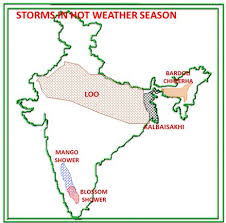 STORMS IN HOT WEATHER SEASON
BARDOLI
CHHEERHA
LOO
KALBAISAKHI
MANGO
SHOWER
BLOSSOM
SHOWER